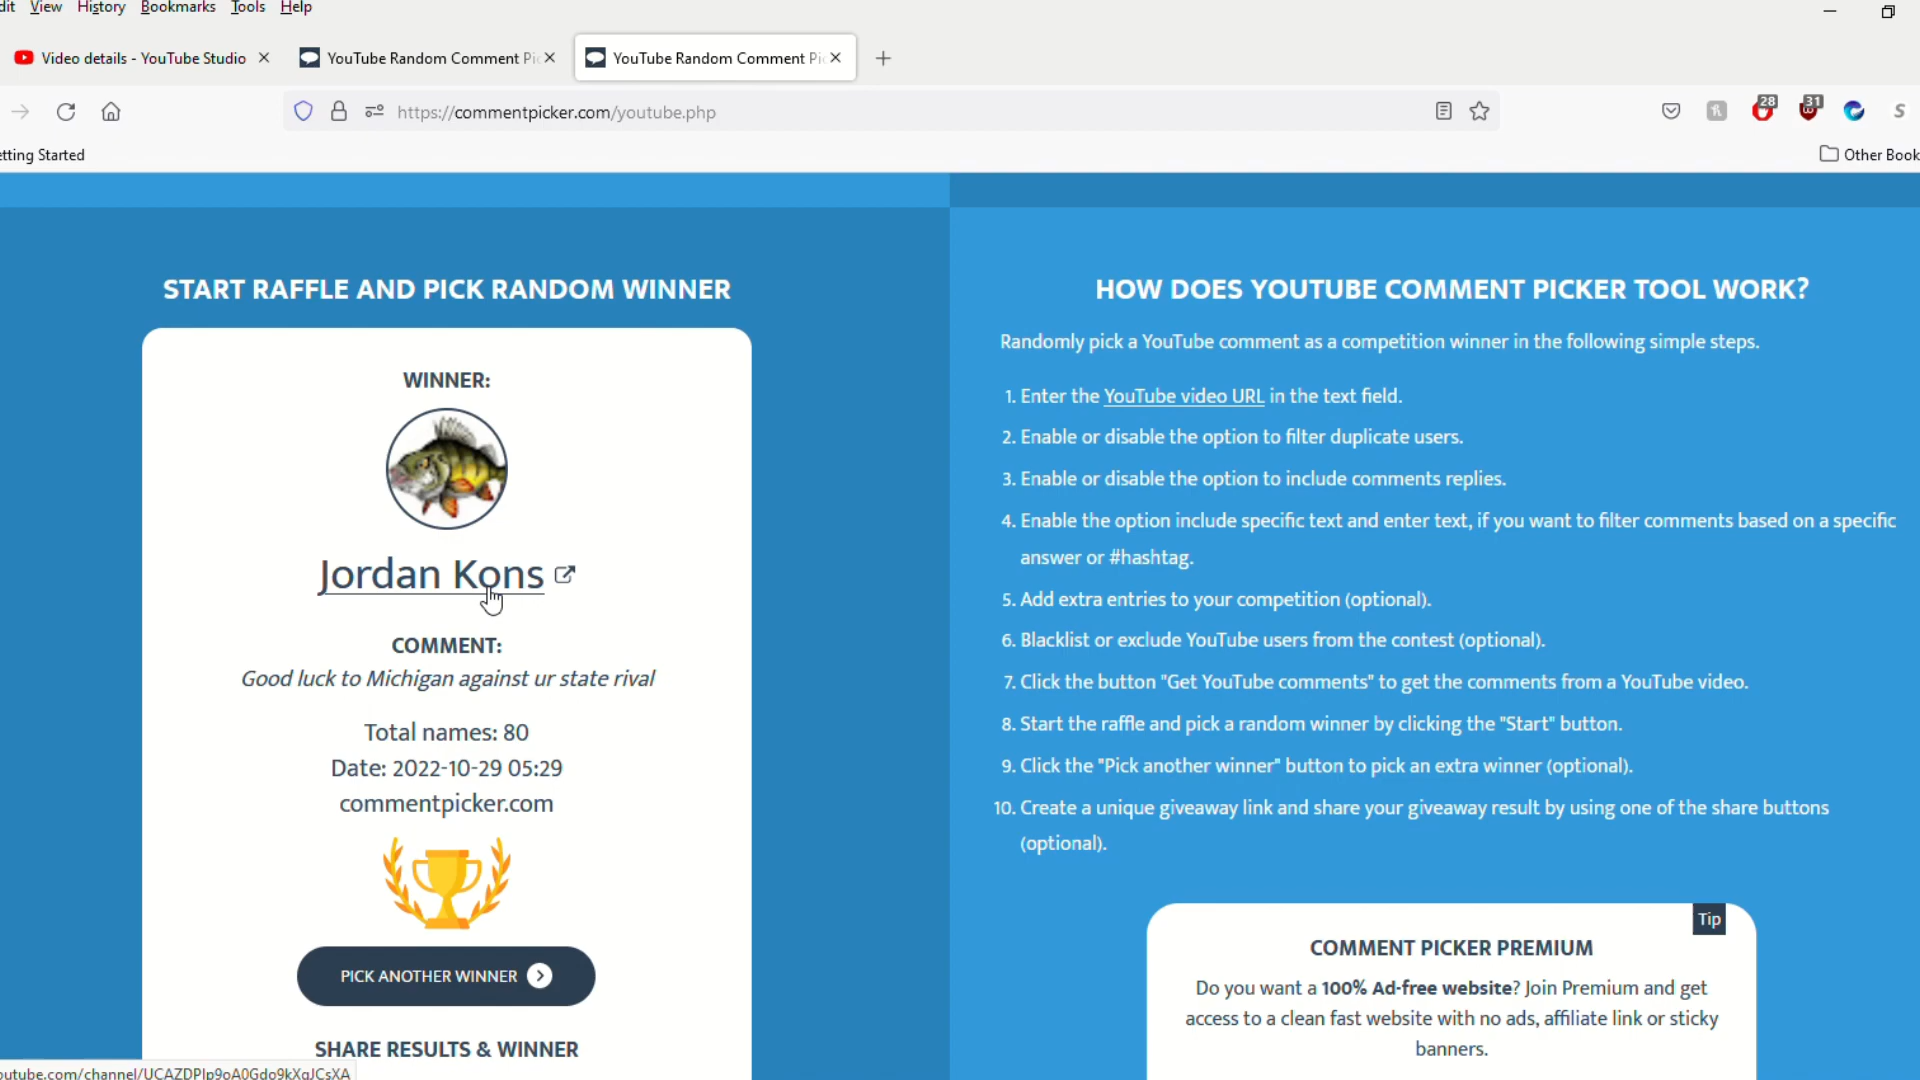 dit View History Bookmarks Tools Help
Video details - YouTube Studio
YouTube Random Comment Pic
YouTube Random Comment Pic
https://commentpicker.com/youtube.php
28
31
S
etting Started
Other Book
START RAFFLE AND PICK RANDOM WINNER
WINNER:
Jordan Kons
COMMENT:
Good luck to Michigan against ur state rival
Total names: 80
Date: 2022-10-29 05:29
commentpicker.com
PICK ANOTHER WINNER
SHARE RESULTS & WINNER
outube.com/channel/UCAZDPIp9oA0Gdo9kXqJCsXA
HOW DOES YOUTUBE COMMENT PICKER TOOL WORK?
Randomly pick a YouTube comment as a competition winner in the following simple steps.
1. Enter the YouTube video URL in the text field.
2. Enable or disable the option to filter duplicate users.
3. Enable or disable the option to include comments replies.
4. Enable the option include specific text and enter text, if you want to filter comments based on a specific
answer or #hashtag.
5. Add extra entries to your competition (optional).
6. Blacklist or exclude YouTube users from the contest (optional).
7. Click the button "Get YouTube comments" to get the comments from a YouTube video.
8. Start the raffle and pick a random winner by clicking the "Start" button.
9. Click the "Pick another winner" button to pick an extra winner (optional).
10. Create a unique giveaway link and share your giveaway result by using one of the share buttons
(optional).
Tip
COMMENT PICKER PREMIUM
Do you want a 100% Ad-free website? Join Premium and get
access to a clean fast website with no ads, affiliate link or sticky
banners.